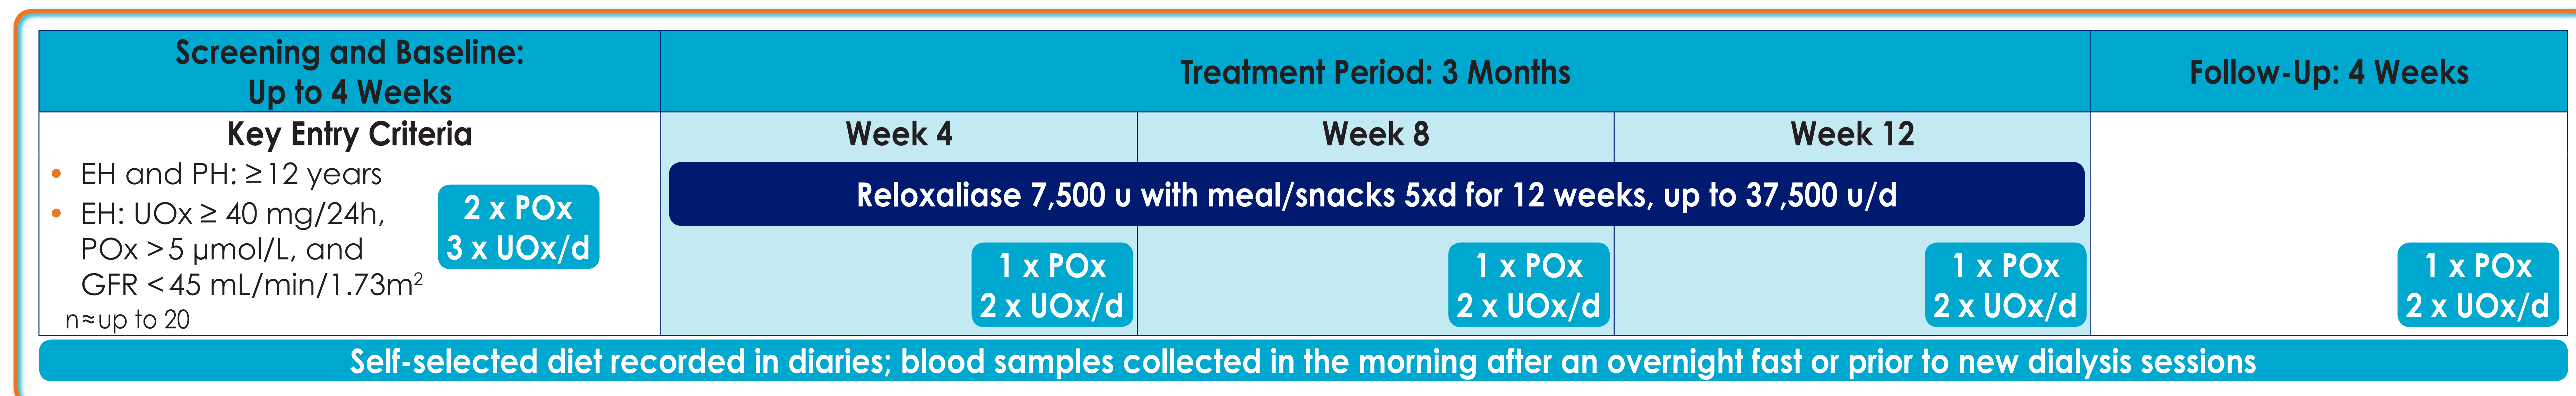 Screening and Baseline:
Up to 4 Weeks
Treatment Period: 3 Months
Follow-Up: 4 Weeks
Key Entry Criteria
• EH and PH: ≥12 years
• EH: UOx ≥ 40 mg/24h,
POx >5 µmol/L, and
GFR <45 mL/min/1.73m²
n≈up to 20
2 x POx
3 x UOx/d
Week 4
Week 8
Week 12
Reloxaliase 7,500 u with meal/snacks 5xd for 12 weeks, up to 37,500 u/d
1 x POx
2 x UOx/d
1 x POx
2 x UOx/d
1 x POx
2 x UOx/d
1 x POx
2 x UOx/d
Self-selected diet recorded in diaries; blood samples collected in the morning after an overnight fast or prior to new dialysis sessions